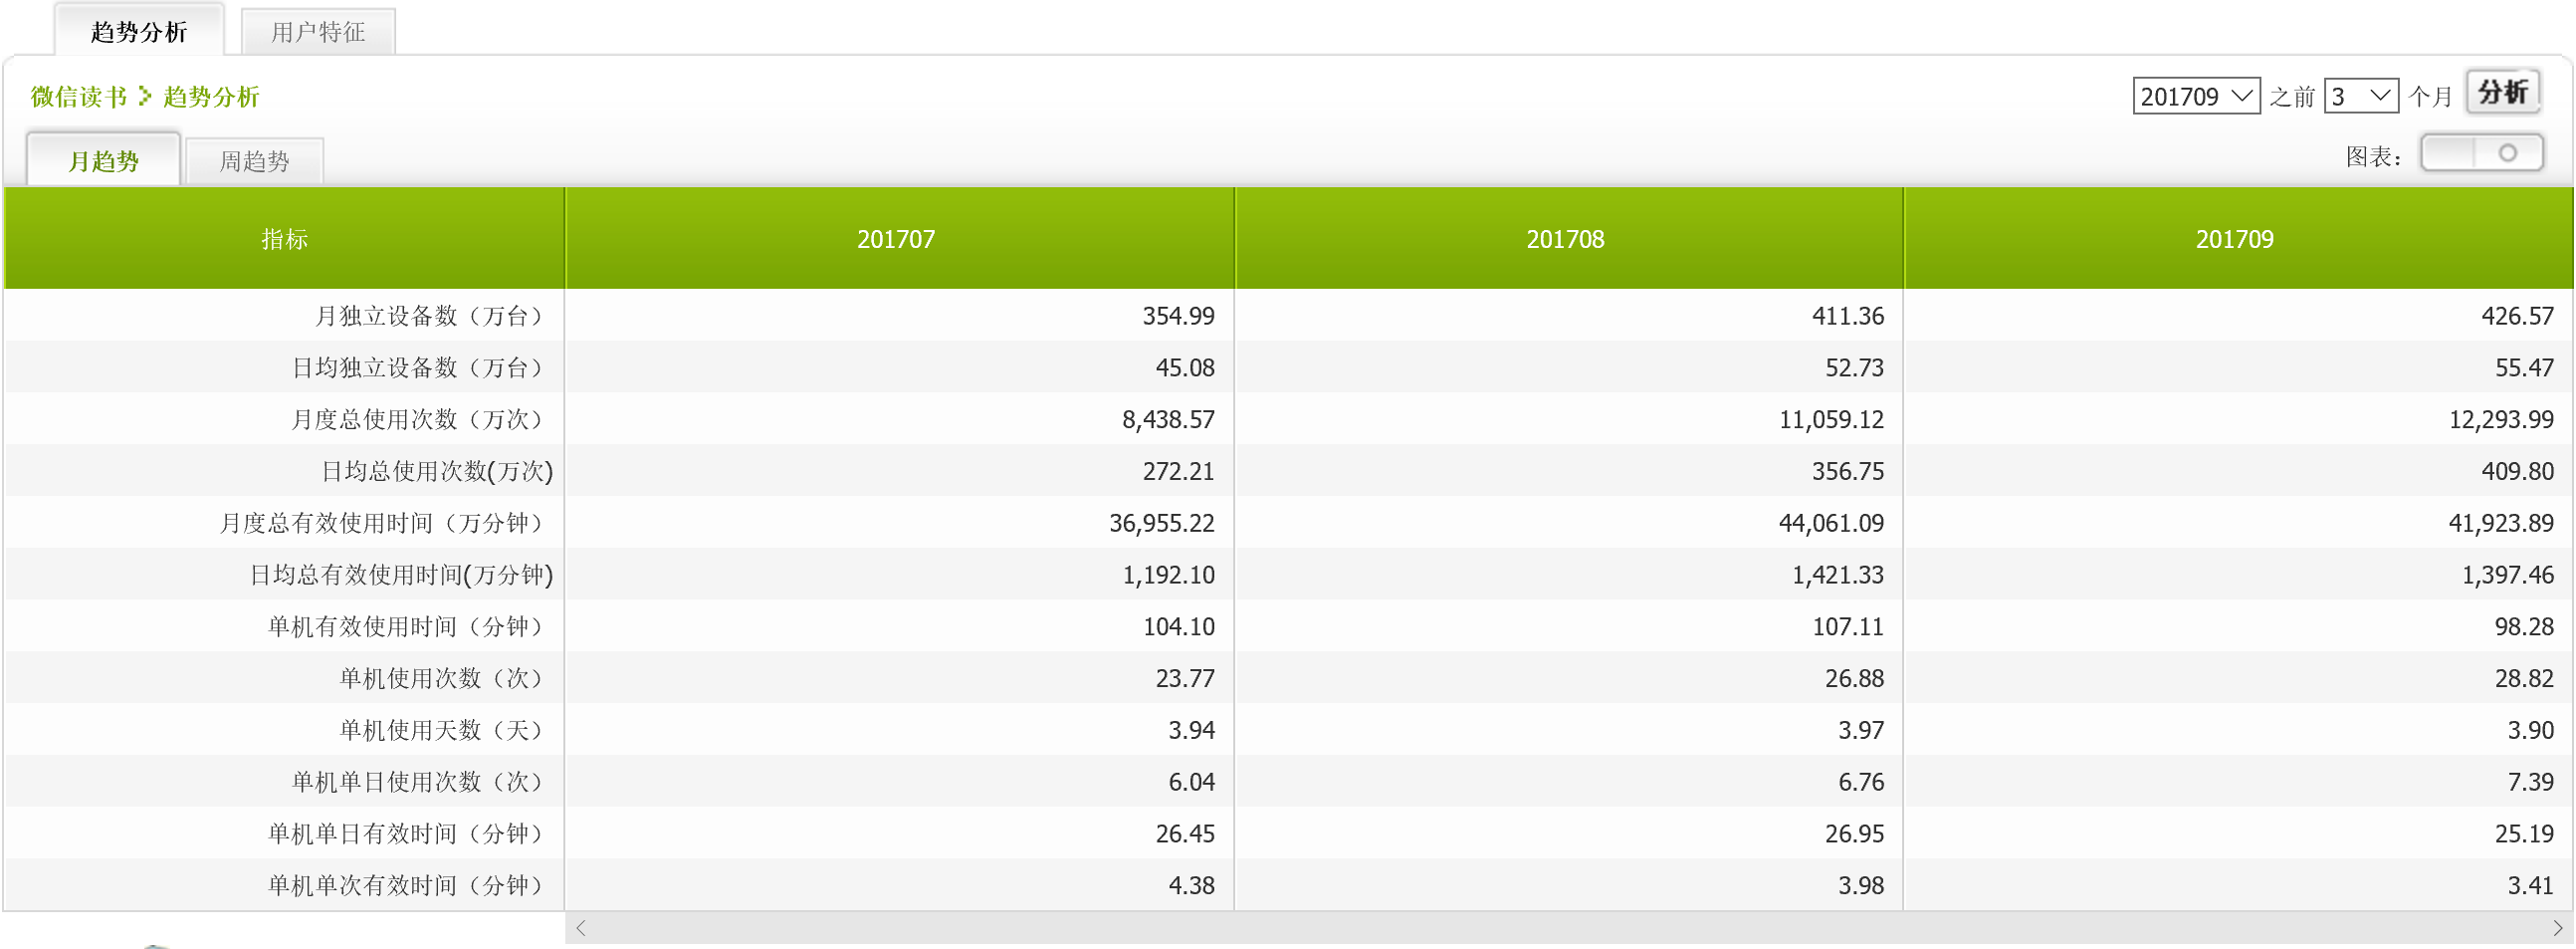 趋势分析 用户特征
微信读书 趋势分析 201709 之前 3 个月 分析
月趋势 周趋势 图表：
指标 201707 201708 201709
月独立设备数（万台） 354.99 411.36 426.57
日均独立设备数（万台） 45.08 52.73 55.47
月度总使用次数（万次） 8,438.57 11,059.12 12,293.99
日均总使用次数(万次) 272.21 356.75 409.80
月度总有效使用时间（万分钟） 36,955.22 44,061.09 41,923.89
日均总有效使用时间(万分钟) 1,192.10 1,421.33 1,397.46
单机有效使用时间（分钟） 104.10 107.11 98.28
单机使用次数（次） 23.77 26.88 28.82
单机使用天数（天） 3.94 3.97 3.90
单机单日使用次数（次） 6.04 6.76 7.39
单机单日有效时间（分钟） 26.45 26.95 25.19
单机单次有效时间（分钟） 4.38 3.98 3.41